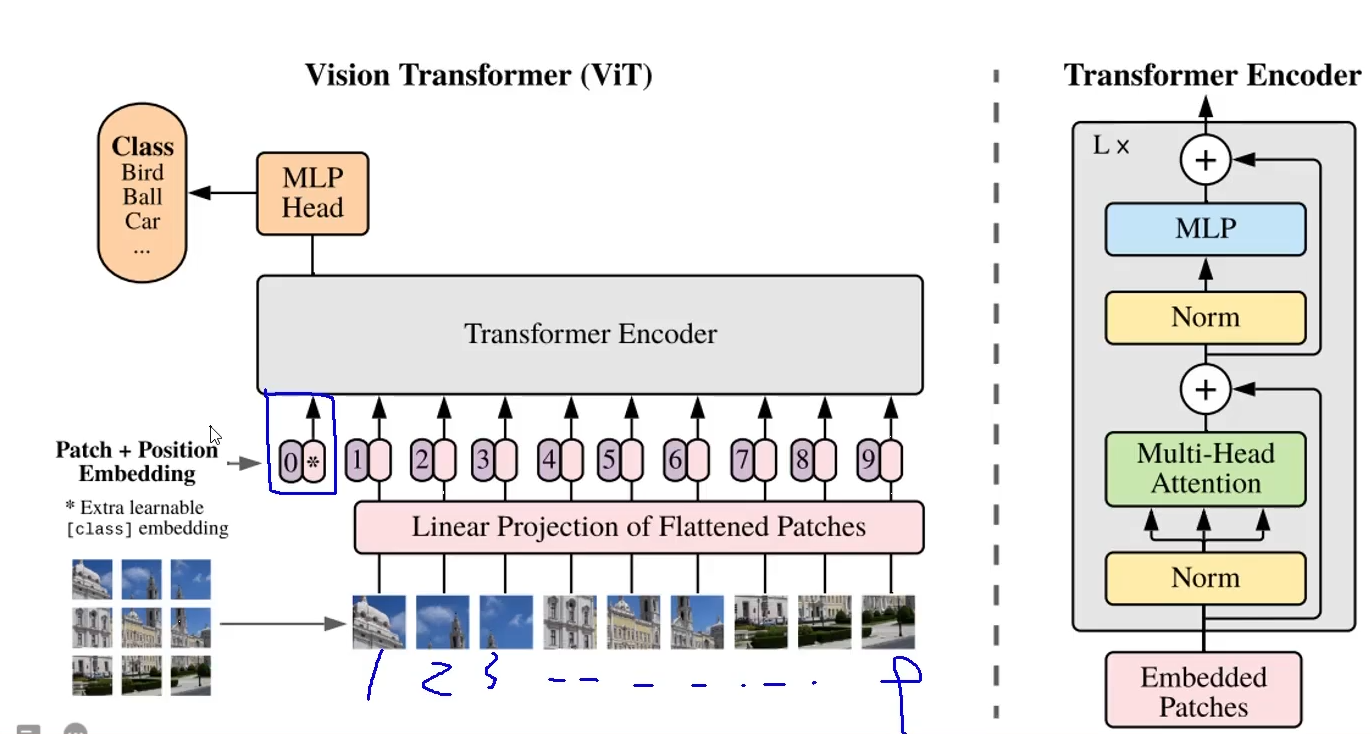 Vision Transformer (ViT)
Transformer Encoder
Class
Bird
Ball
Car
...
MLP
Head
L ×
+
MLP
Norm
Transformer Encoder
+
Patch + Position
Embedding
0 * 1 2 3 4 5 6 7 8 9
Multi-Head
Attention
* Extra learnable
[class] embedding
Linear Projection of Flattened Patches
Norm
1 2 3 -- - - . - . 9
Embedded
Patches